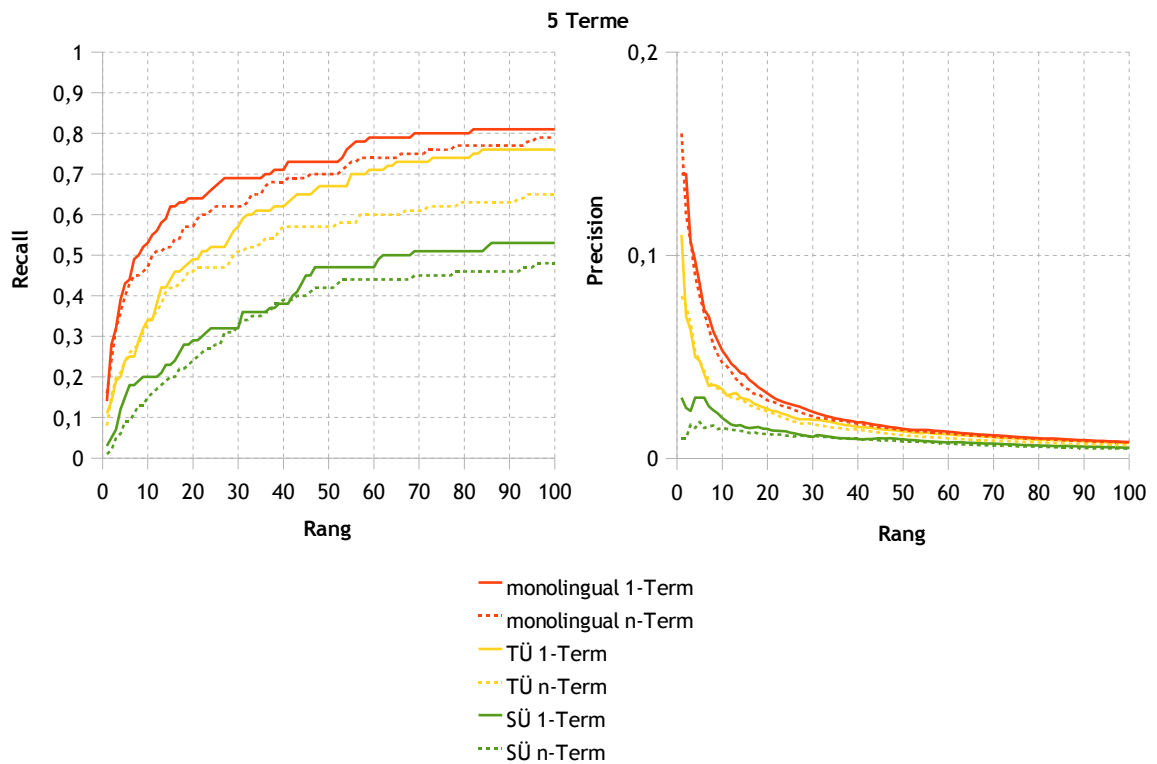 5 Terme
1
0,9
0,8
0,7
0,6
0,5
0,4
0,3
0,2
0,1
0
Recall
0 10 20 30 40 50 60 70 80 90 100
Rang
0,2
0,1
0
Precision
0 10 20 30 40 50 60 70 80 90 100
Rang
monolingual 1-Term
monolingual n-Term
TÜ 1-Term
TÜ n-Term
SÜ 1-Term
SÜ n-Term